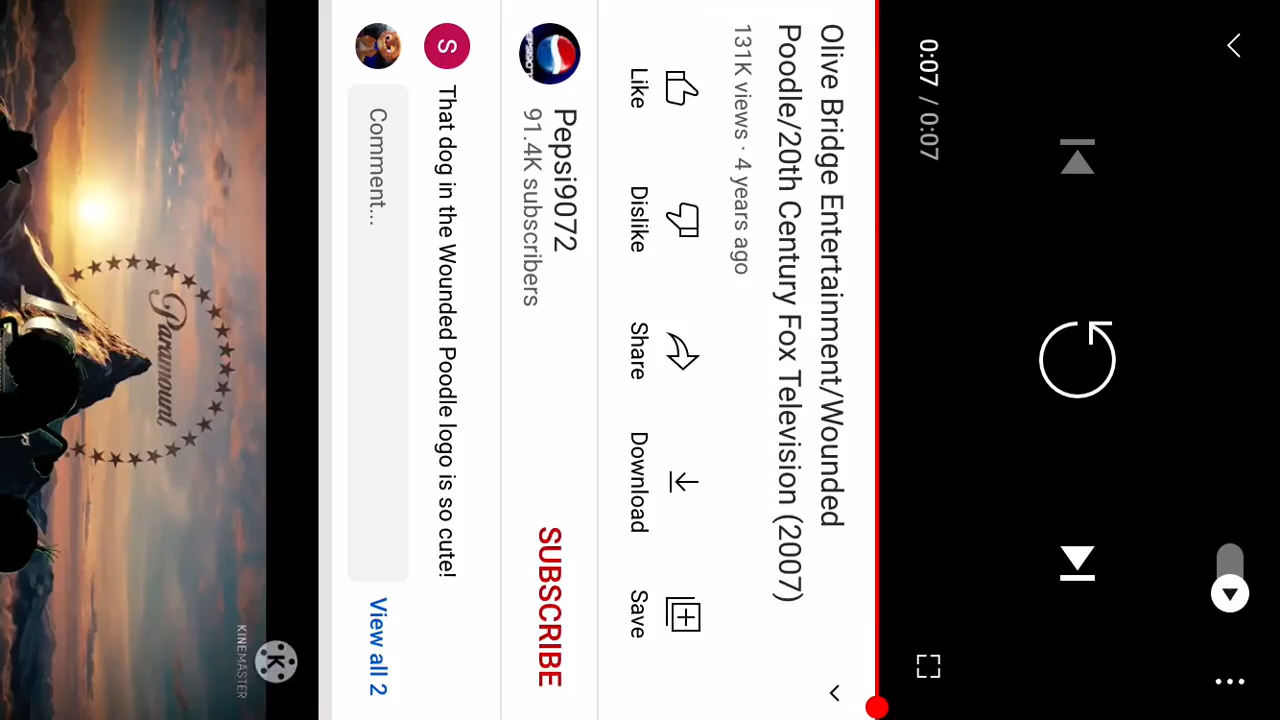 0:07 / 0:07
Olive Bridge Entertainment/Wounded
Poodle/20th Century Fox Television (2007)
131K views · 4 years ago
Like
Dislike
Share
Download
Save
Pepsi9072
91.4K subscribers
SUBSCRIBE
S
That dog in the Wounded Poodle logo is so cute!
Comment...
View all 2
Paramount
K
KINEMASTER